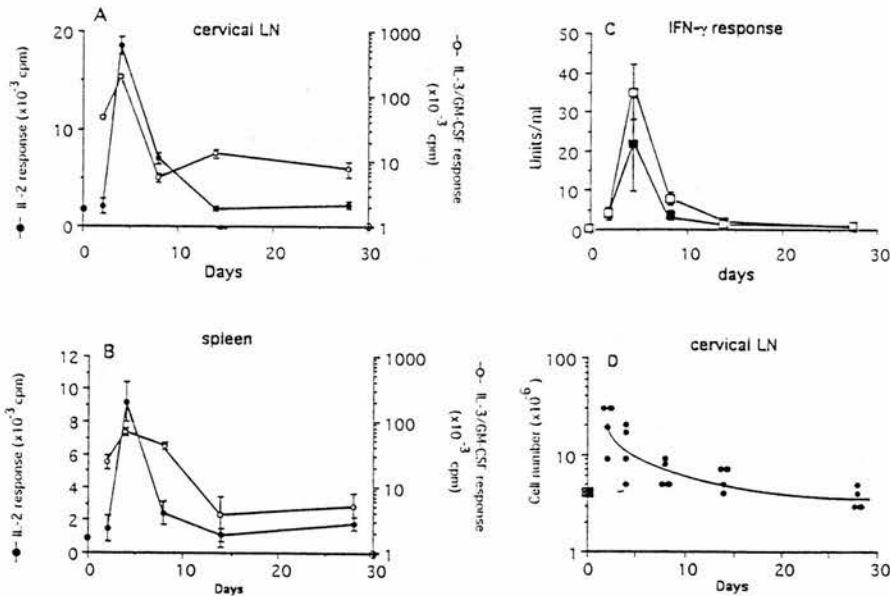 A
cervical LN
20
15
10
5
0
IL-2 response (x10⁻³ cpm)
1000
100
10
1
IL-3/GM-CSF response
(x10⁻³ cpm)
0 10 20 30
Days
C
IFN-γ response
50
40
30
20
10
0
Units/ml
0 10 20 30
days
B
spleen
12
10
8
6
4
2
0
IL-2 response (x10⁻³ cpm)
1000
100
10
1
IL-3/GM-CSF response
(x10⁻³ cpm)
0 10 20 30
Days
D
cervical LN
100
10
1
Cell number (x10⁻⁶)
0 10 20 30
Days